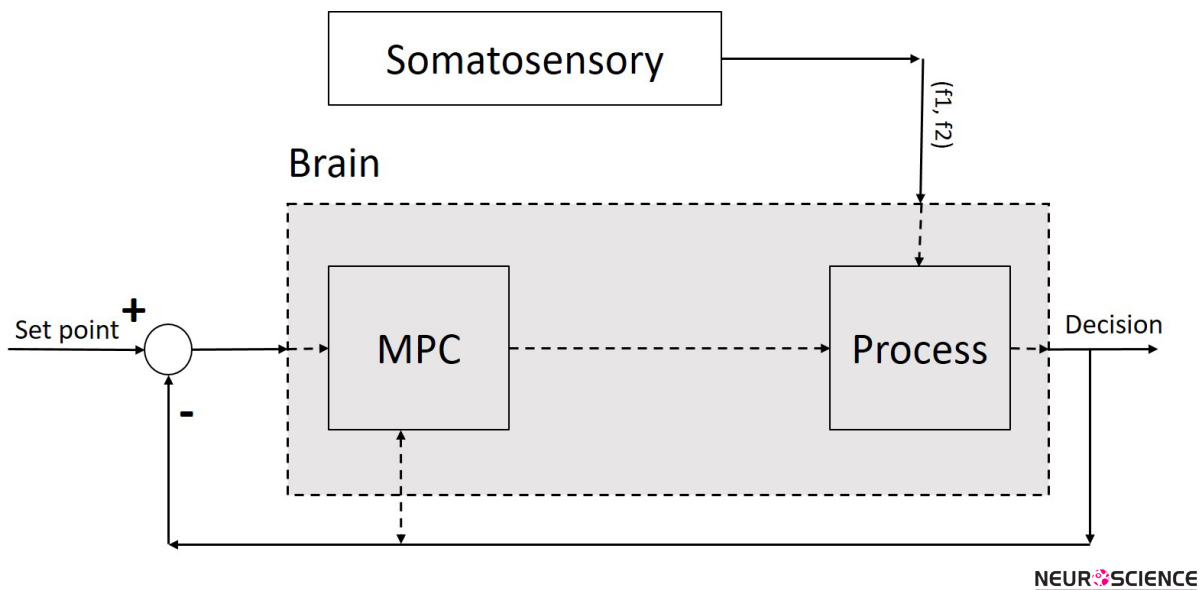 Somatosensory
(f1, f2)
Brain
+
Set point
MPC
Process
Decision
-
NEUROSCIENCE